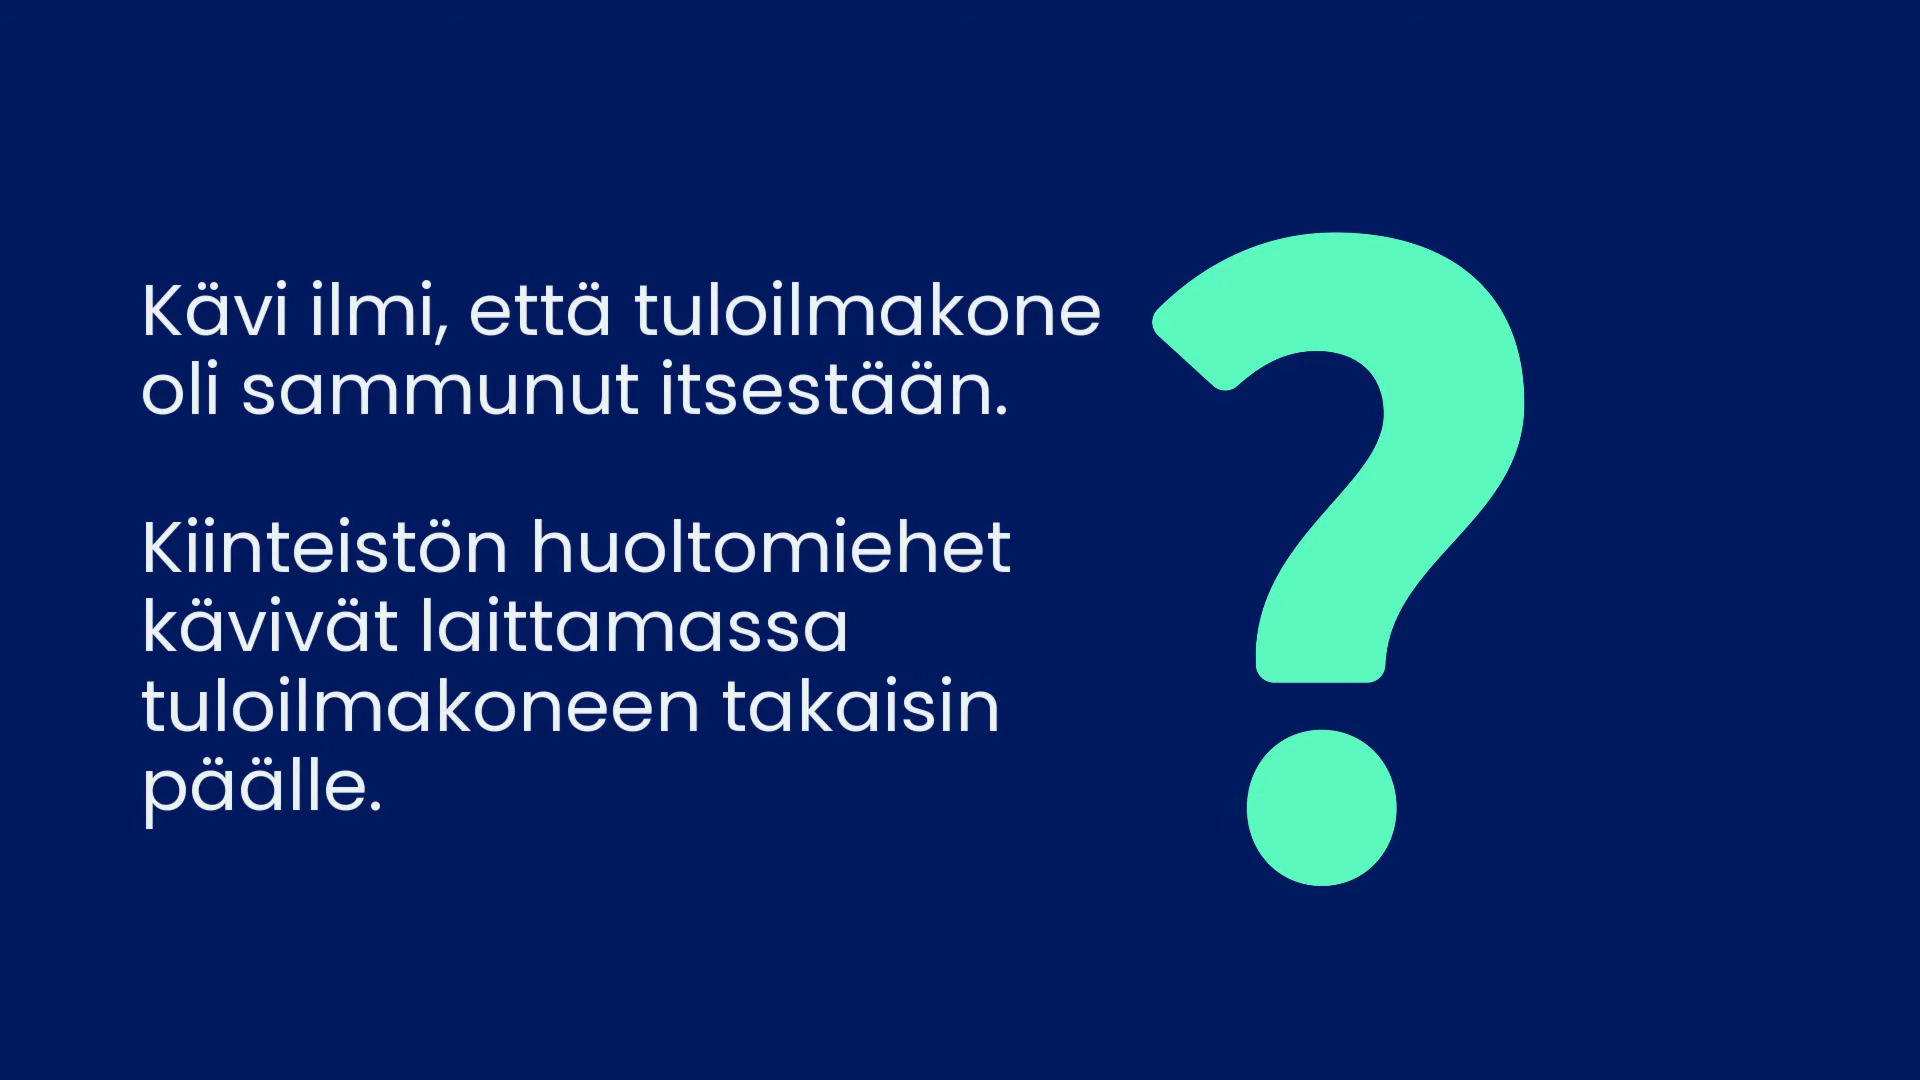 Kävi ilmi, että tuloilmakone
oli sammunut itsestään.
Kiinteistön huoltomiehet
kävivät laittamassa
tuloilmakoneen takaisin
päälle.
?